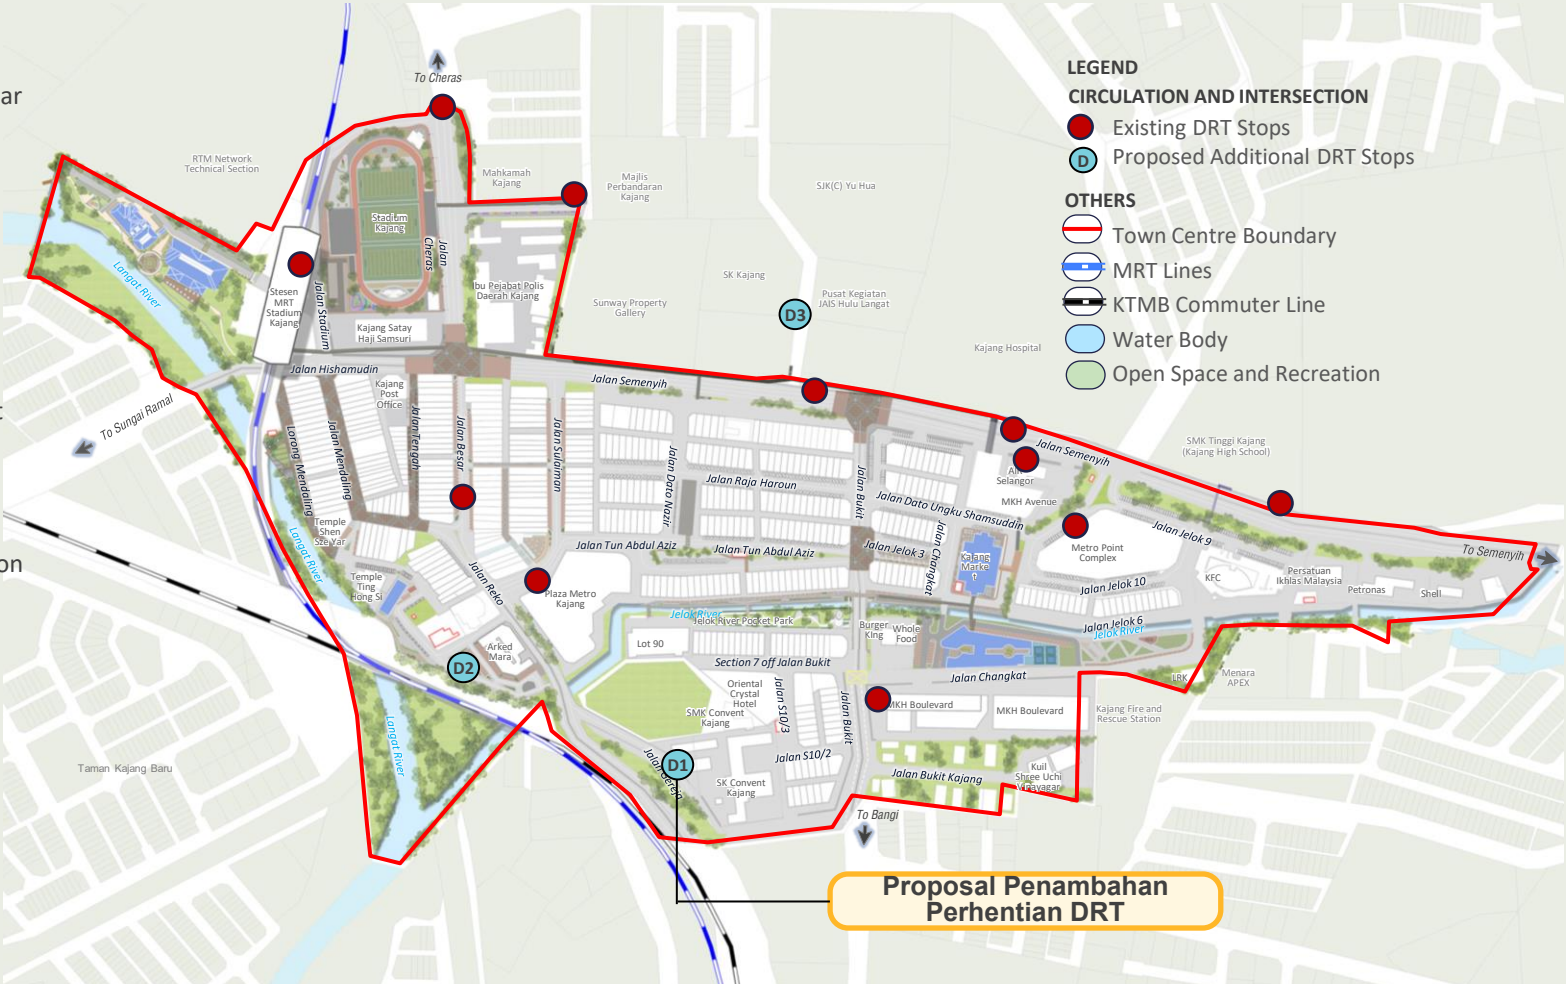 ar
t
on
To Cheras
LEGEND
CIRCULATION AND INTERSECTION
Existing DRT Stops
D
Proposed Additional DRT Stops
OTHERS
Town Centre Boundary
MRT Lines
KTMB Commuter Line
Water Body
Open Space and Recreation
RTM Network
Technical Section
Mahkamah
Kajang
Majlis
Perbandaran
Kajang
SJK(C) Yu Hua
Stadium
Kajang
Jalan
Cheras
Langat River
Stesen
MRT
Stadium
Kajang
Jalan Stadium
Ibu Pejabat Polis
Daerah Kajang
SK Kajang
Sunway Property
Gallery
Pusat Kegiatan
JAIS Hulu Langat
D3
Kajang Satay
Haji Samsuri
Kajang Hospital
Jalan Hishamudin
Kajang
Post
Office
Jalan Semenyih
To Sungai Ramal
Lorong Mendaling
Jalan Mendaling
Jalan Tengah
Jalan Besar
Jalan Sulaiman
Jalan Dato Nazir
Jalan Raja Haroun
Jalan Bukit
Jalan Semenyih
SMK Tinggi Kajang
(Kajang High School)
Air
Selangor
MKH Avenue
Jalan Dato Ungku Shamsuddin
Jalan Changkat
Temple
Shen
Sze Yar
Langat River
Jalan Tun Abdul Aziz
Jalan Tun Abdul Aziz
Jalan Jelok 3
Kajang
Marke
t
Metro Point
Complex
Jalan Jelok 9
To Semenyih
Temple
Ting
Hong Si
Jalan Reko
Plaza Metro
Kajang
Jalan Jelok 10
KFC
Persatuan
Ikhlas Malaysia
Petronas
Shell
Jelok River
Jelok River Pocket Park
Burger
King
Whole
Food
Jalan Jelok 6
Jelok River
Lot 90
Arked
Mara
D2
Section 7 off Jalan Bukit
Jalan Changkat
LRK
Menara
APEX
Oriental
Crystal
Hotel
SMK Convent
Kajang
Jalan S10/3
Jalan Bukit
MKH Boulevard
MKH Boulevard
Kajang Fire and
Rescue Station
Langat River
Taman Kajang Baru
Jalan Gereja
D1
Jalan S10/2
SK Convent
Kajang
Jalan Bukit Kajang
Kuil
Shree Uchi
Vinayagar
To Bangi
Proposal Penambahan
Perhentian DRT